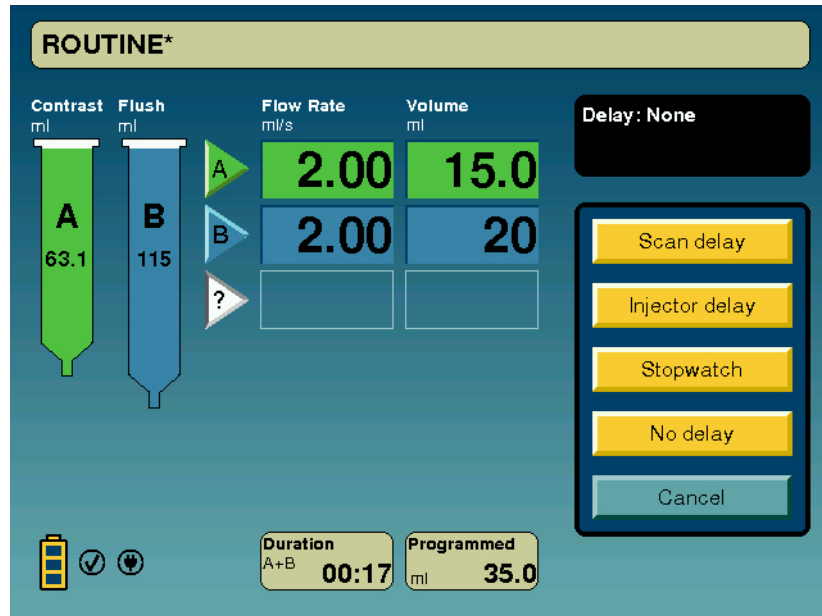 ROUTINE*
Contrast Flush Flow Rate Volume
ml ml ml/s ml
Delay: None
A 2.00 15.0
A B
63.1 115
B 2.00 20
?
Scan delay
Injector delay
Stopwatch
No delay
Cancel
Duration Programmed
A+B 00:17 ml 35.0